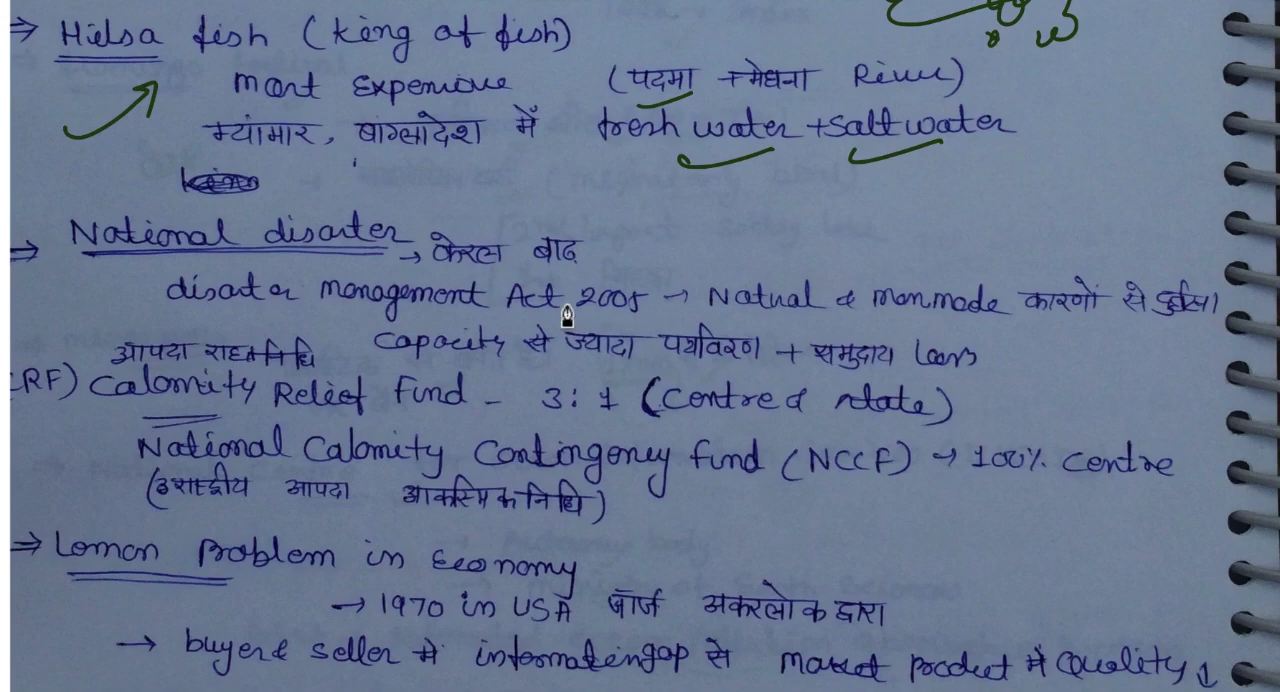 ⇒ Hilsa fish (king of fish)
most Expensive (पदमा + मेघना River)
म्यांमार, बांग्लादेश में fresh water + salt water
⇒ National disaster → केरल बाढ़
disaster management Act 2005 → Natual & manmade कारणों से
capacity से ज्यादा पर्यावरण + समुदाय loss
आपदा राहत निधि
RF) Calamity Relief Fund - 3:1 (Centre & state)
National Calamity Contingency fund (NCCF) → 100% centre
आपदा आकस्मिक निधि)
⇒ Lemon problem in Economy
→ 1970 in USA जॉर्ज अकरलोक द्वारा
→ buyer & seller में information gap से market product में Quality ↓